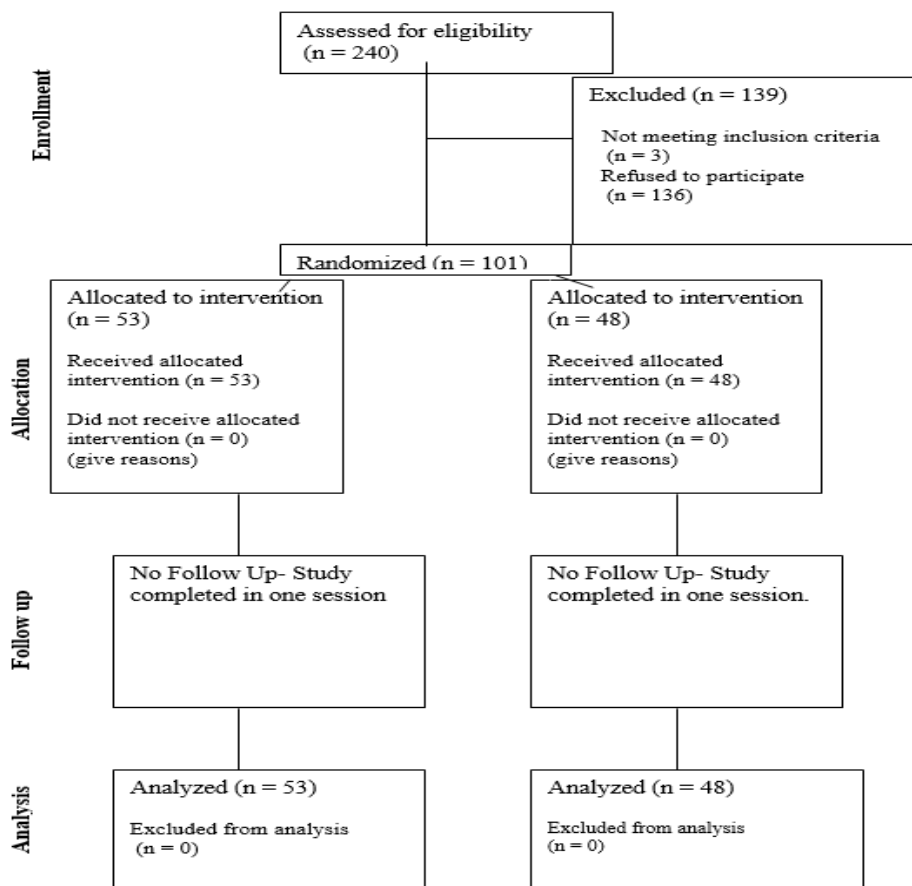 Enrollment
Assessed for eligibility
(n = 240)
Excluded (n = 139)
Not meeting inclusion criteria
(n = 3)
Refused to participate
(n = 136)
Randomized (n = 101)
Allocation
Allocated to intervention
(n = 53)
Received allocated
intervention (n = 53)
Did not receive allocated
intervention (n = 0)
(give reasons)
Allocated to intervention
(n = 48)
Received allocated
intervention (n = 48)
Did not receive allocated
intervention (n = 0)
(give reasons)
Follow up
No Follow Up- Study
completed in one session
No Follow Up- Study
completed in one session.
Analysis
Analyzed (n = 53)
Excluded from analysis
(n = 0)
Analyzed (n = 48)
Excluded from analysis
(n = 0)